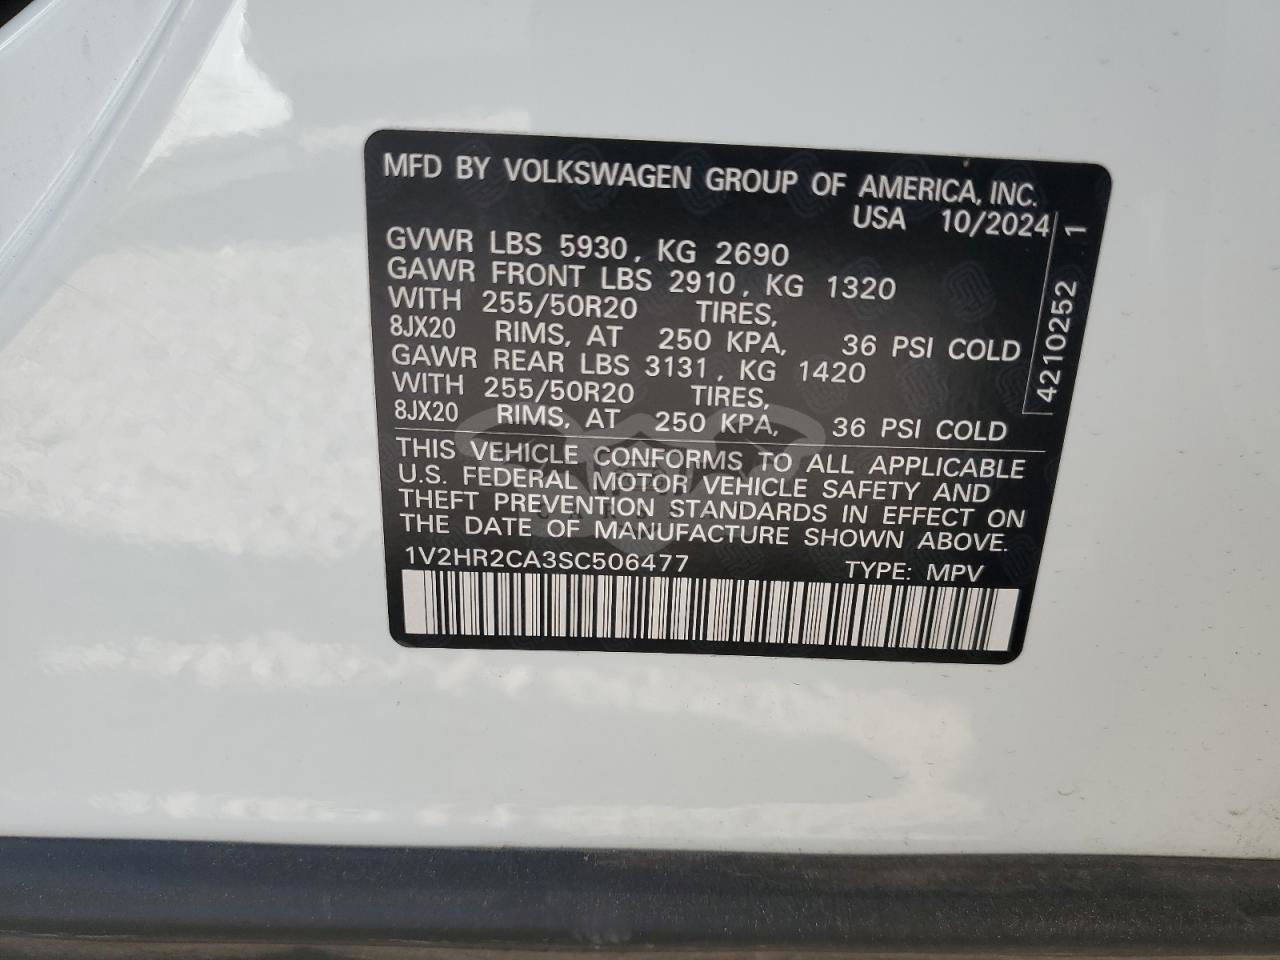 MFD BY VOLKSWAGEN GROUP OF AMERICA, INC.
USA 10/2024
GVWR LBS 5930, KG 2690
GAWR FRONT LBS 2910, KG 1320
WITH 255/50R20 TIRES,
8JX20 RIMS, AT 250 KPA, 36 PSI COLD
GAWR REAR LBS 3131, KG 1420
WITH 255/50R20 TIRES,
8JX20 RIMS, AT 250 KPA, 36 PSI COLD
THIS VEHICLE CONFORMS TO ALL APPLICABLE
U.S. FEDERAL MOTOR VEHICLE SAFETY AND
THEFT PREVENTION STANDARDS IN EFFECT ON
THE DATE OF MANUFACTURE SHOWN ABOVE.
1V2HR2CA3SC506477 TYPE: MPV
4210252 1